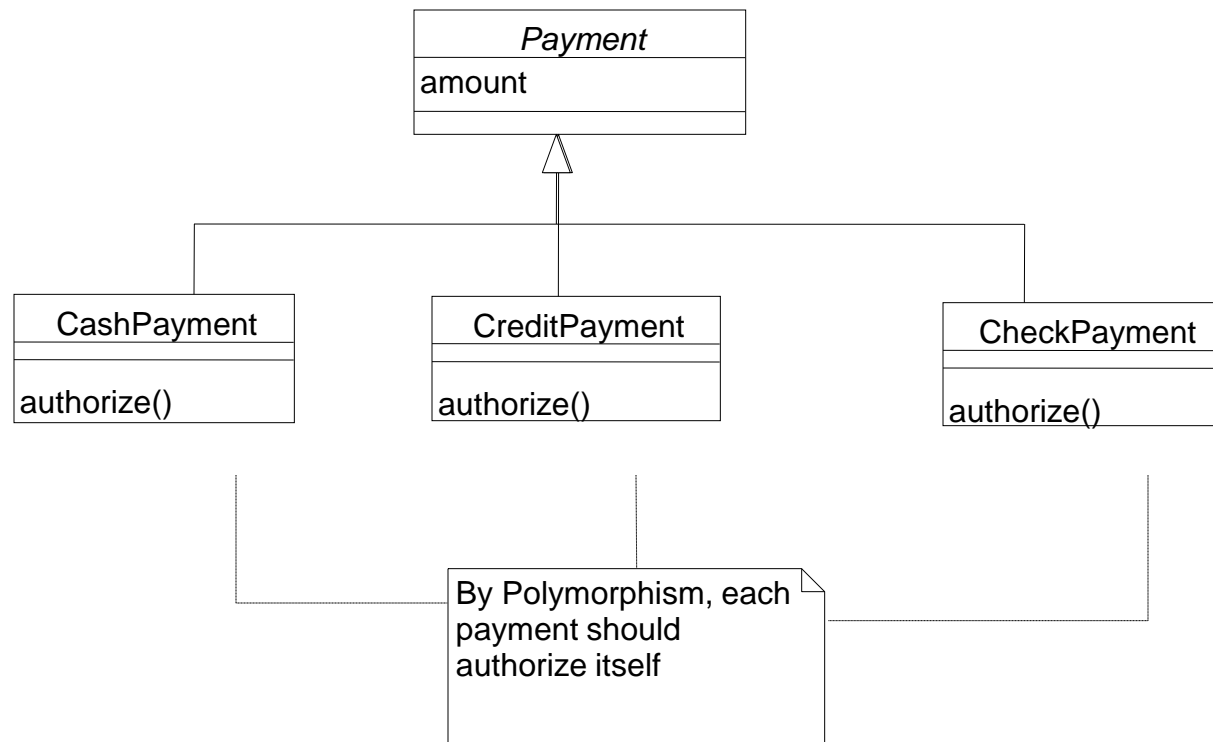 Payment
amount
CashPayment
authorize()
CreditPayment
authorize()
CheckPayment
authorize()
By Polymorphism, each
payment should
authorize itself